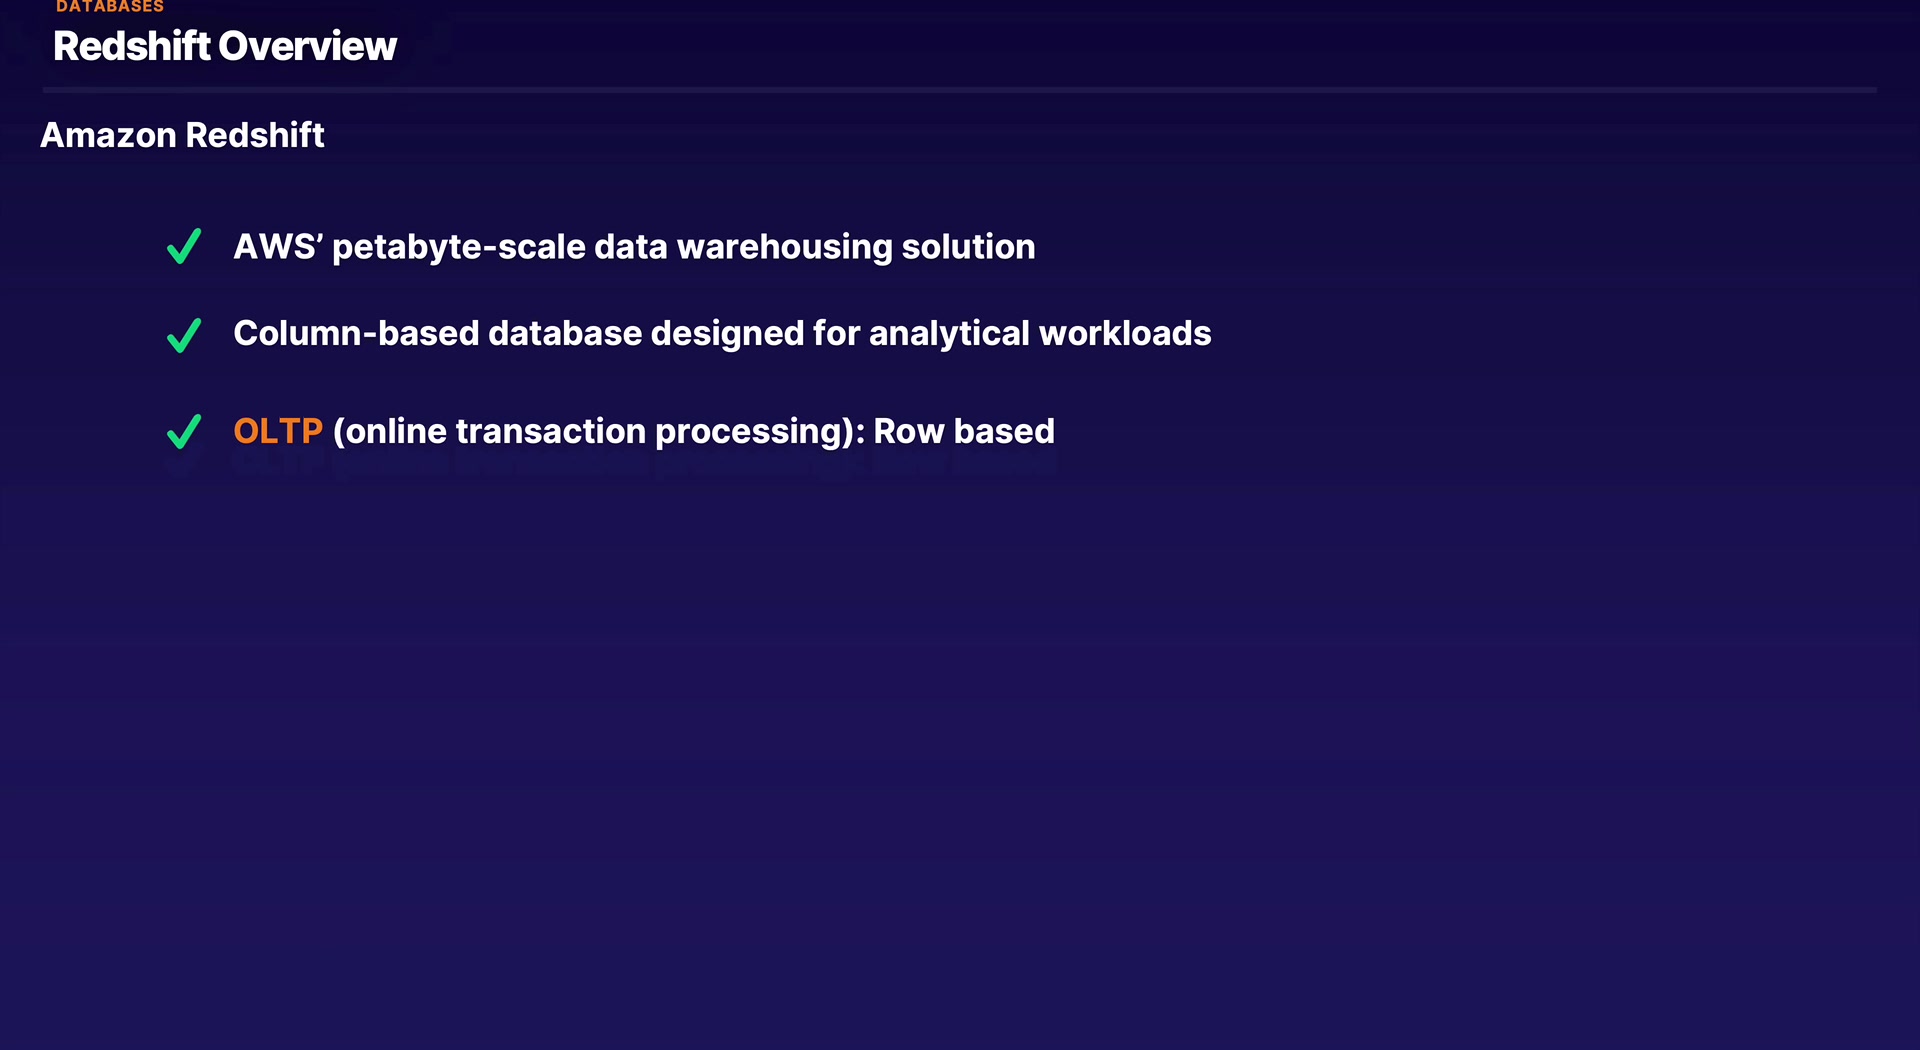 DATABASES
Redshift Overview
Amazon Redshift
AWS’ petabyte-scale data warehousing solution
Column-based database designed for analytical workloads
OLTP (online transaction processing): Row based